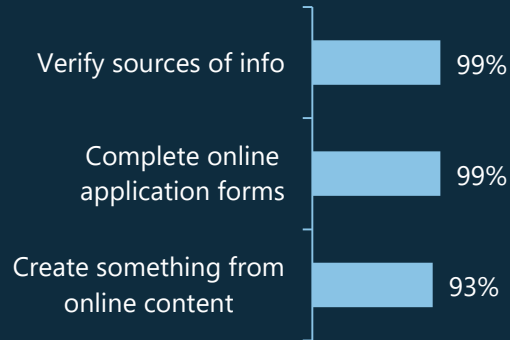 Verify sources of info
99%
Complete online
application forms
99%
Create something from
online content
93%